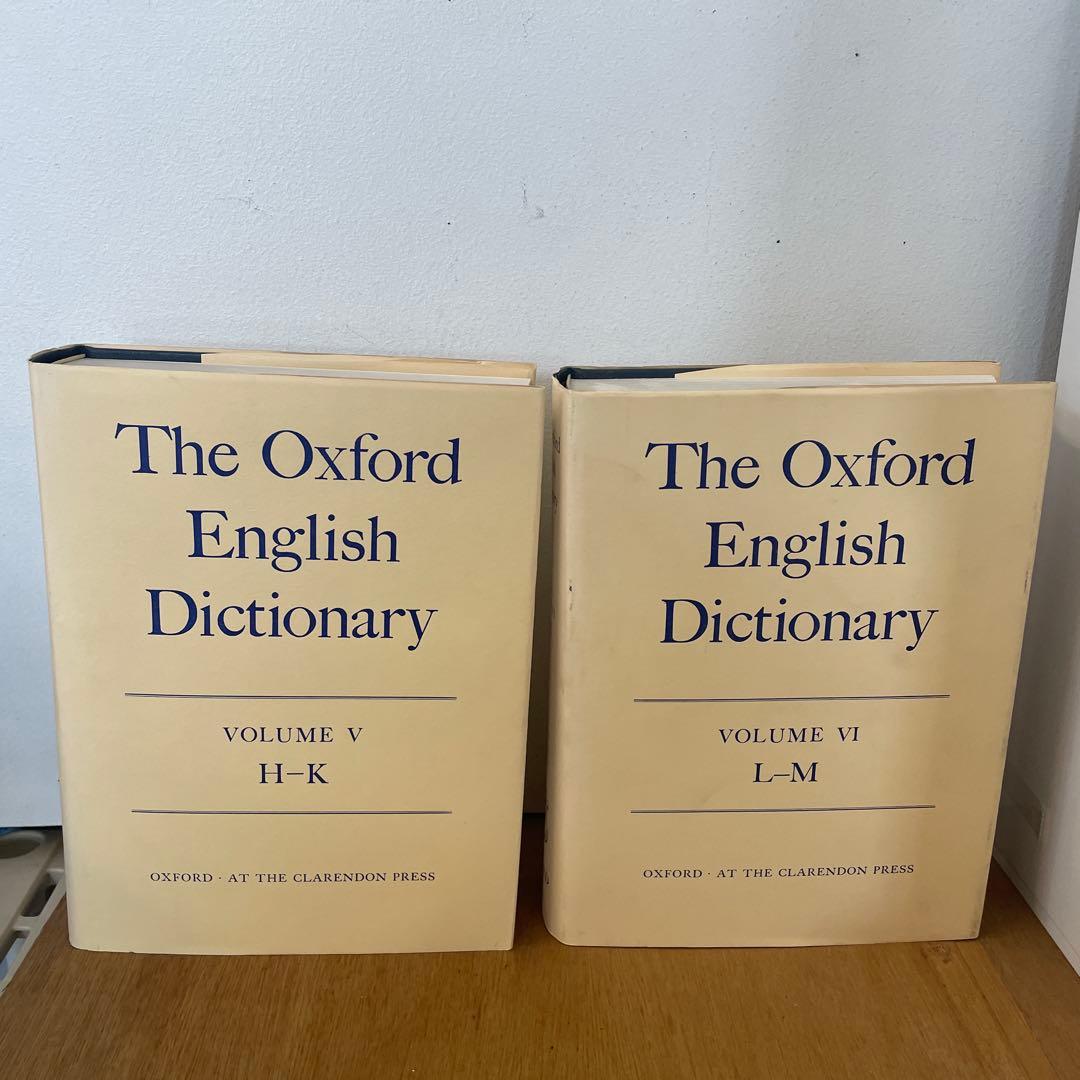 The Oxford
English
Dictionary
VOLUME V
H–K
OXFORD · AT THE CLARENDON PRESS
The Oxford
English
Dictionary
VOLUME VI
L–M
OXFORD · AT THE CLARENDON PRESS